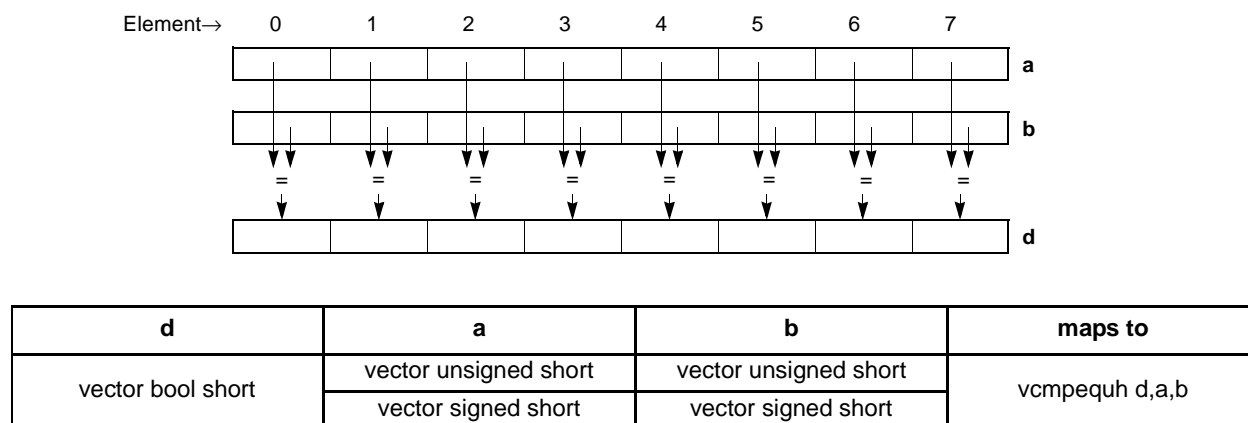 Element→ 0 1 2 3 4 5 6 7
a
b
= = = = = = = =
d
d a b maps to
vector bool short vector unsigned short vector unsigned short vcmpequh d,a,b
vector signed short vector signed short